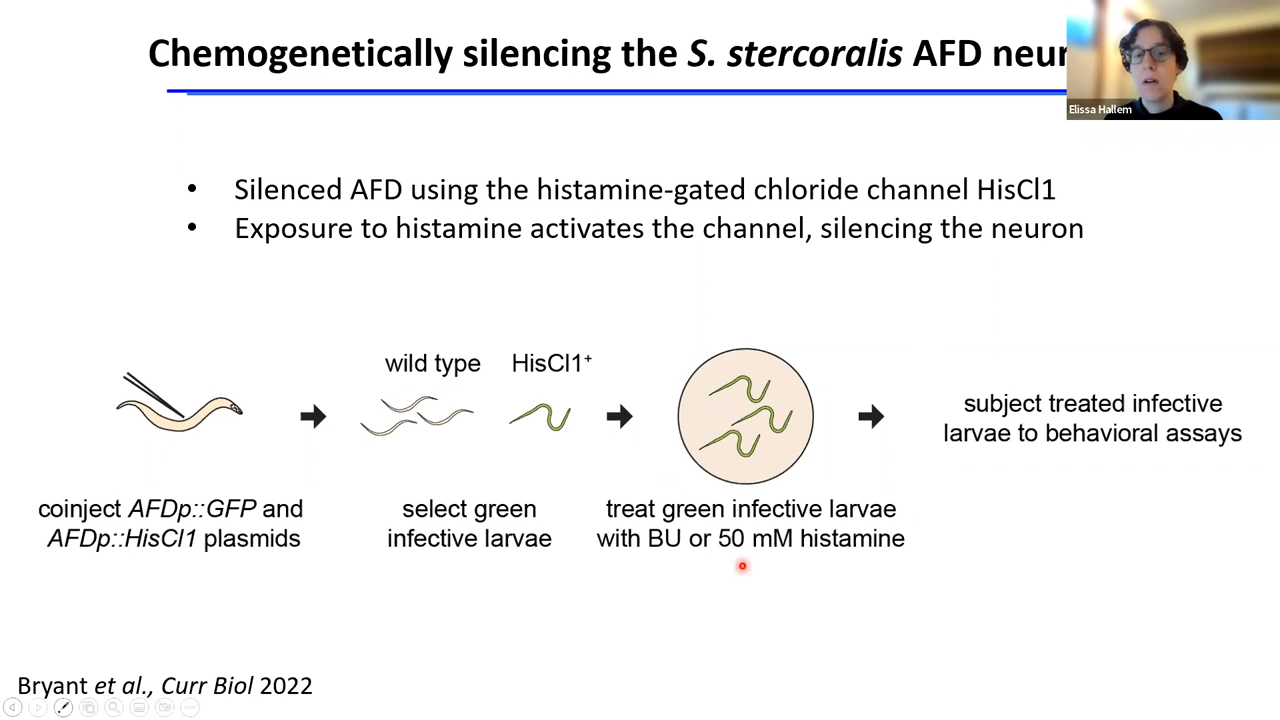 Chemogenetically silencing the S. stercoralis AFD
Elissa Hallem
• Silenced AFD using the histamine-gated chloride channel HisCl1
• Exposure to histamine activates the channel, silencing the neuron
wild type
HisCl1⁺
subject treated infective
larvae to behavioral assays
coinject AFDp::GFP and
AFDp::HisCl1 plasmids
select green
infective larvae
treat green infective larvae
with BU or 50 mM histamine
Bryant et al., Curr Biol 2022